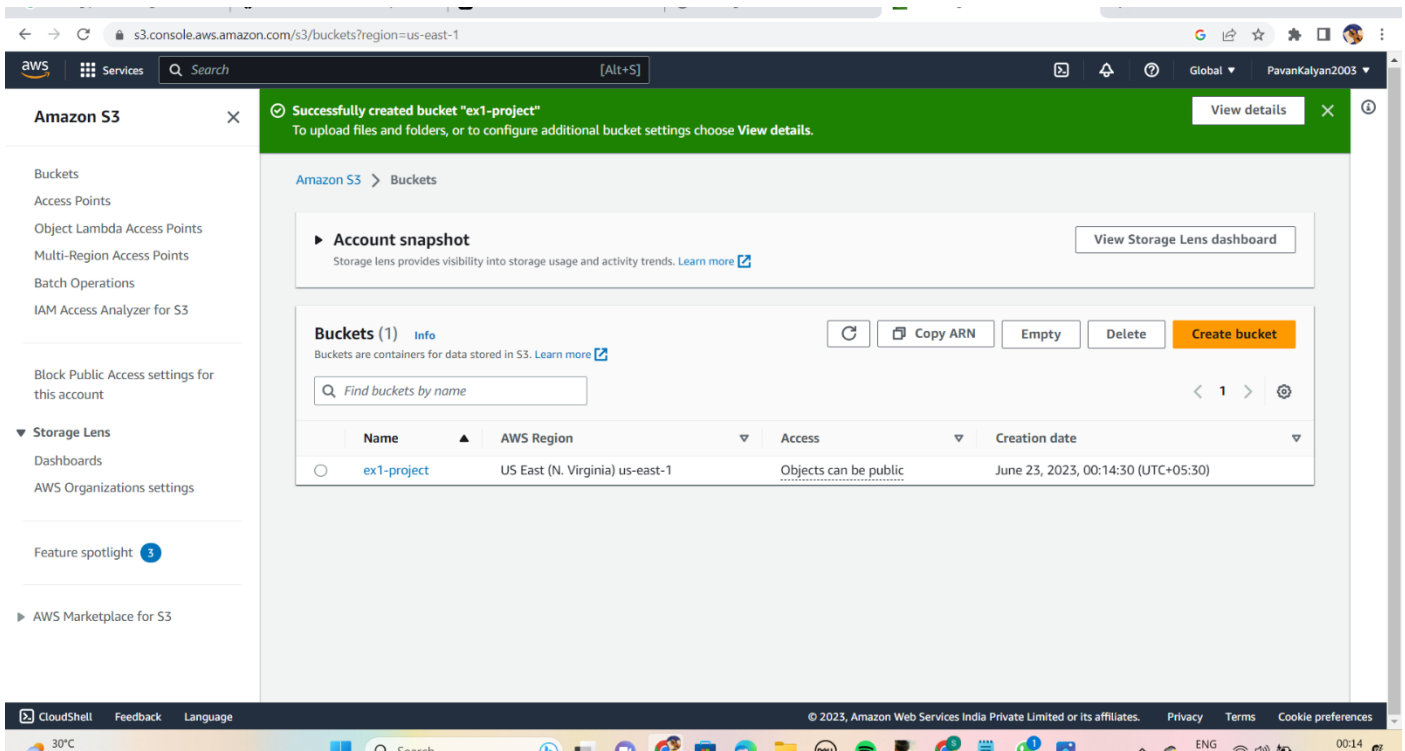 s3.console.aws.amazon.com/s3/buckets?region=us-east-1
aws
Services
Search
[Alt+S]
Global
PavanKalyan2003
Amazon S3
Successfully created bucket "ex1-project"
To upload files and folders, or to configure additional bucket settings choose View details.
View details
Buckets
Access Points
Object Lambda Access Points
Multi-Region Access Points
Batch Operations
IAM Access Analyzer for S3
Block Public Access settings for
this account
Storage Lens
Dashboards
AWS Organizations settings
Feature spotlight 3
AWS Marketplace for S3
Amazon S3 > Buckets
Account snapshot
Storage lens provides visibility into storage usage and activity trends. Learn more
View Storage Lens dashboard
Buckets (1) Info
Buckets are containers for data stored in S3. Learn more
Copy ARN
Empty
Delete
Create bucket
Find buckets by name
< 1 >
Name AWS Region Access Creation date
ex1-project US East (N. Virginia) us-east-1 Objects can be public June 23, 2023, 00:14:30 (UTC+05:30)
CloudShell Feedback Language
© 2023, Amazon Web Services India Private Limited or its affiliates. Privacy Terms Cookie preferences
30°C
Search
ENG
00:14